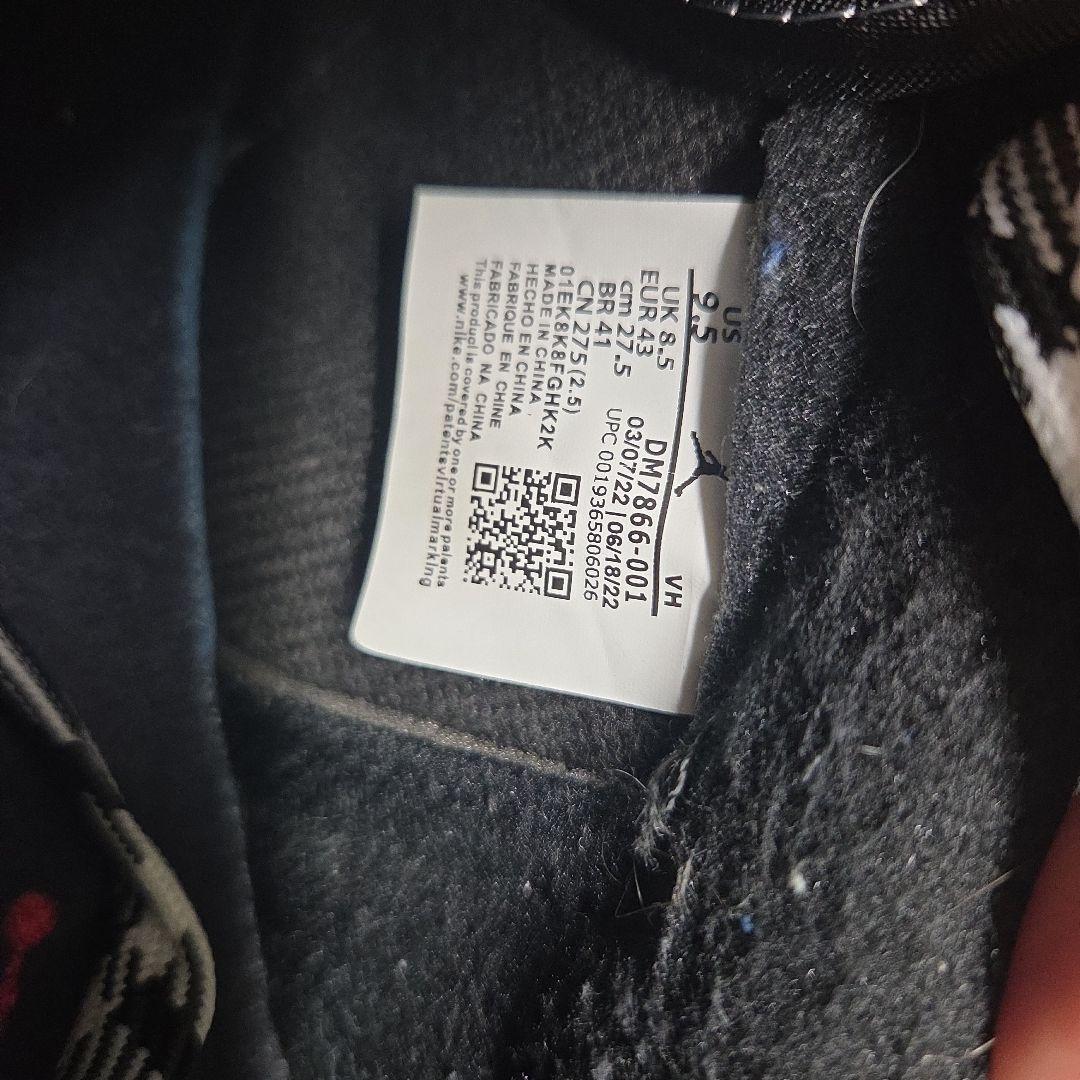 US
9.5
VH
UK 8.5
EUR 43
cm 27.5
BR 41
CN 275(2.5)
DM7866-001
03/07/22 | 06/18/22
UPC 0019365806026
01EK8K8FGHK2K
MADE IN CHINA
HECHO EN CHINA
FABRIQUE EN CHINE
FABRICADO NA CHINA
This product is covered by one or more patents
www.nike.com/patentsvirtualmarking